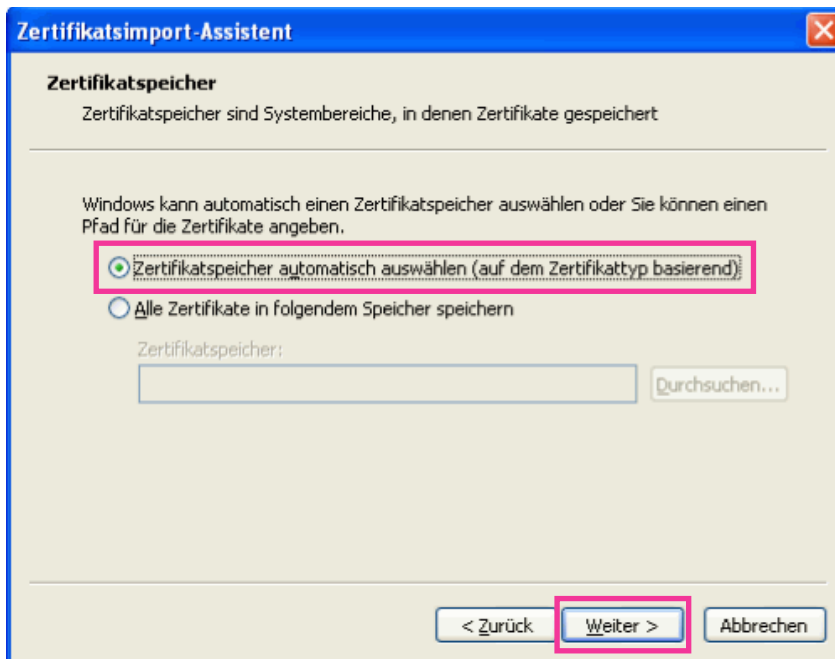 Zertifikatsimport-Assistent
Zertifikatspeicher
Zertifikatspeicher sind Systembereiche, in denen Zertifikate gespeichert
Windows kann automatisch einen Zertifikatspeicher auswählen oder Sie können einen
Pfad für die Zertifikate angeben.
Zertifikatspeicher automatisch auswählen (auf dem Zertifikattyp basierend)
Alle Zertifikate in folgendem Speicher speichern
Zertifikatspeicher:
Durchsuchen...
< Zurück Weiter > Abbrechen